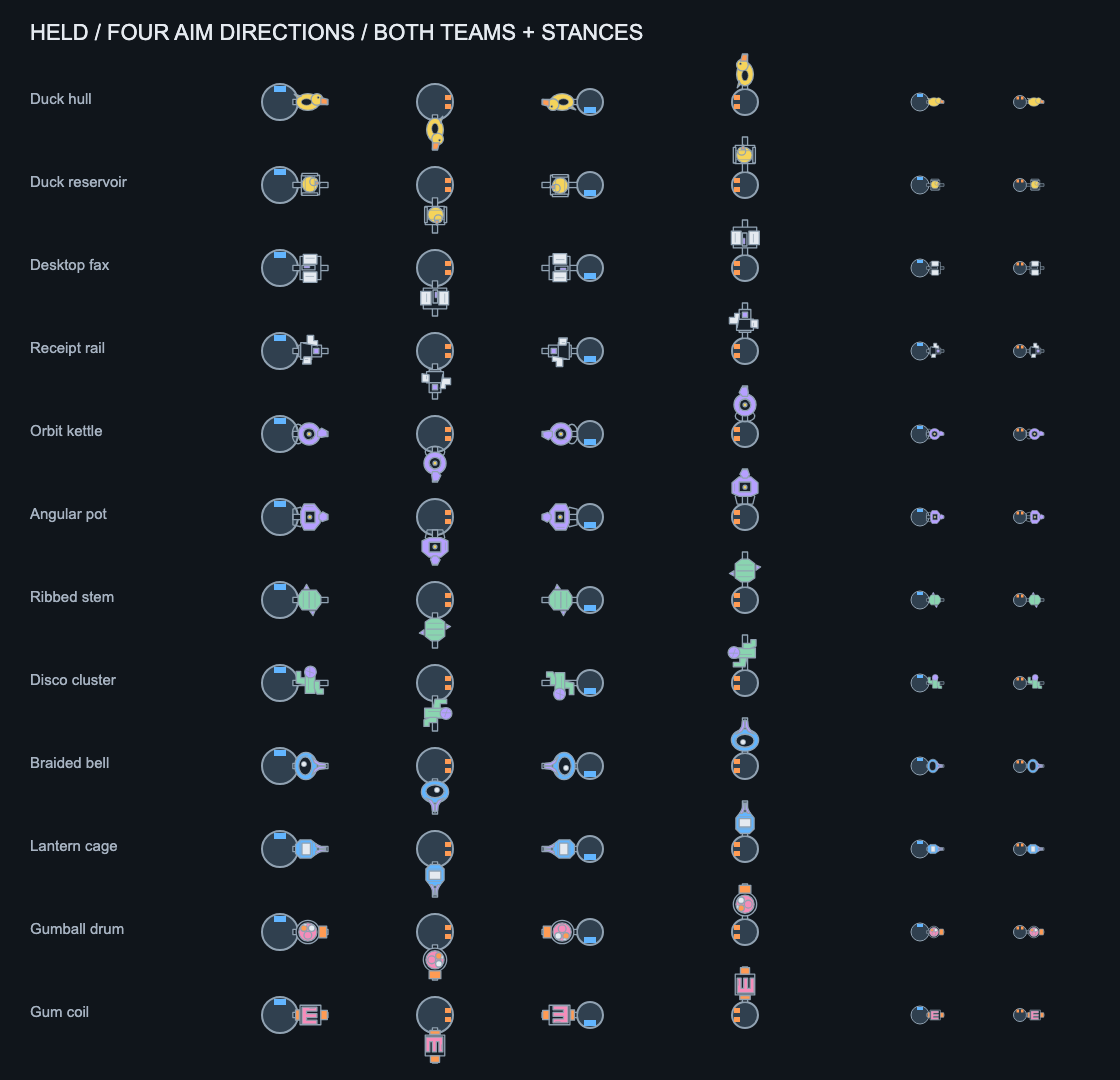 HELD / FOUR AIM DIRECTIONS / BOTH TEAMS + STANCES
Duck hull
Duck reservoir
Desktop fax
Receipt rail
Orbit kettle
Angular pot
Ribbed stem
Disco cluster
Braided bell
Lantern cage
Gumball drum
Gum coil